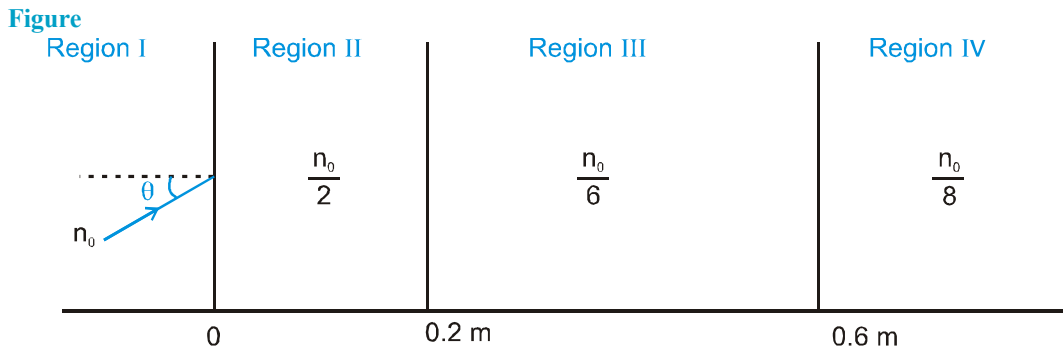 Figure
Region I Region II Region III Region IV
n₀/2 n₀/6 n₀/8
θ
n₀
0 0.2 m 0.6 m